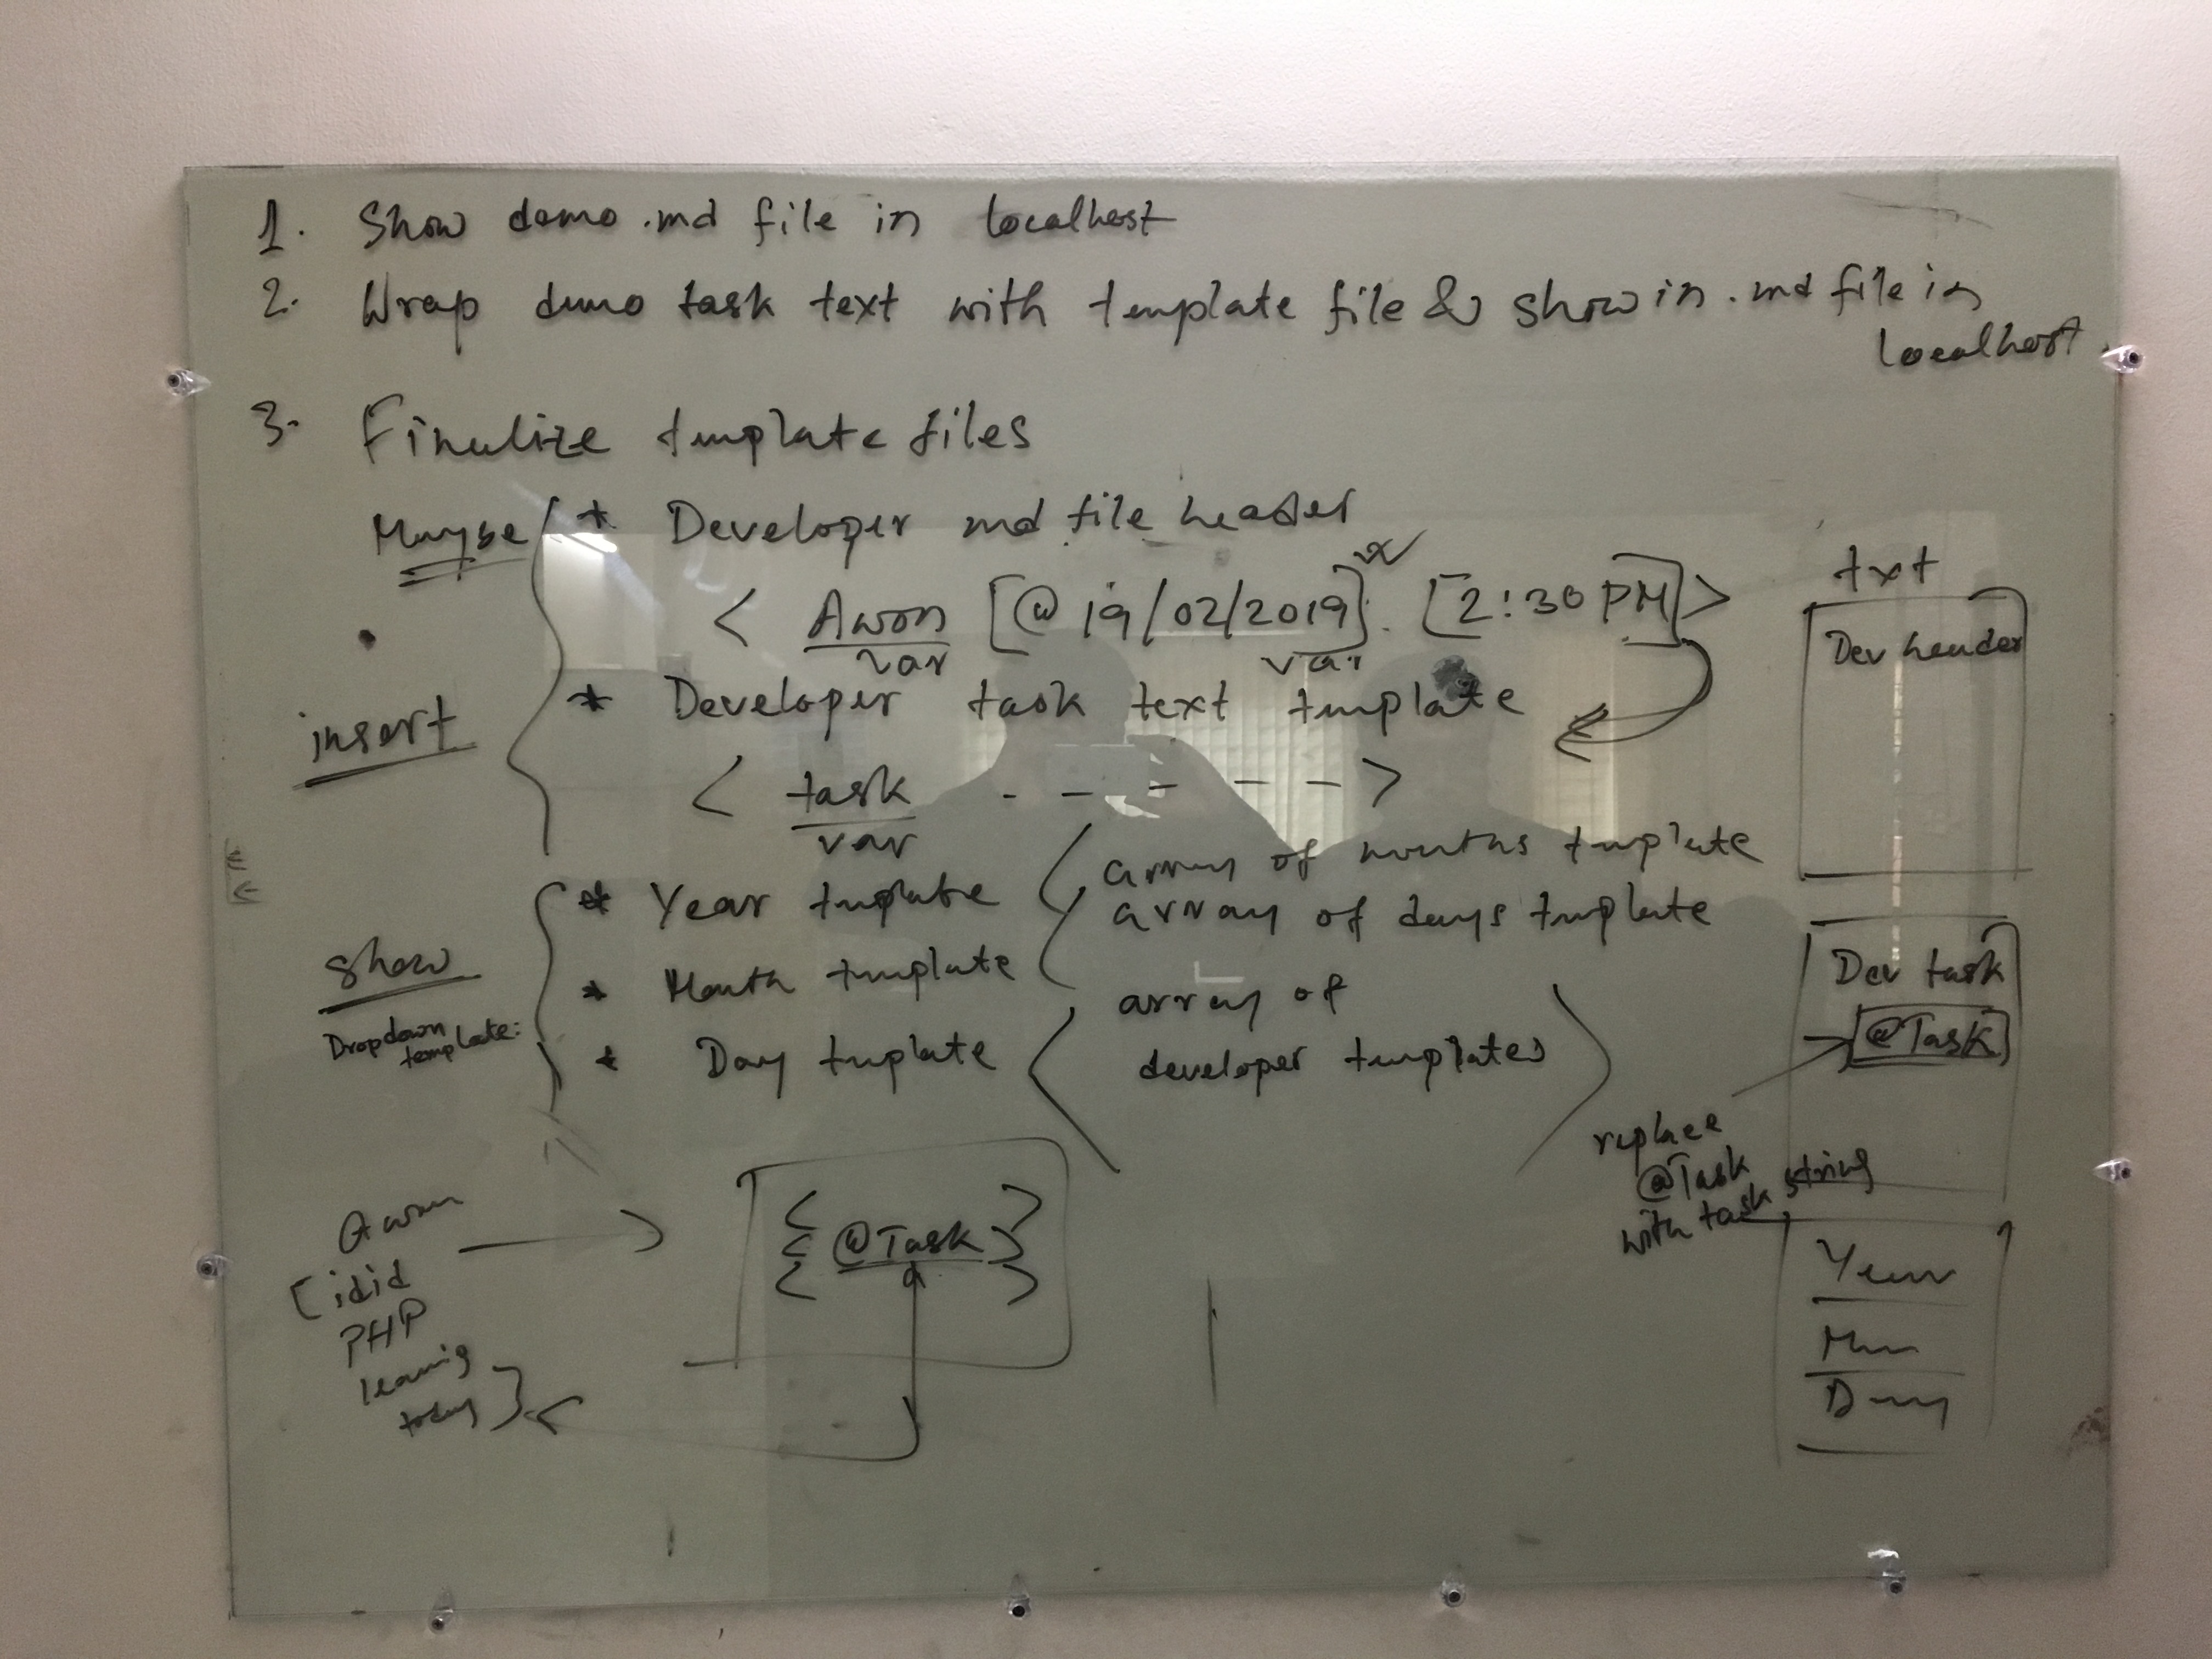 1. Show demo .md file in localhost
2. Wrap demo task text with template file & show in .md file in
localhost
3. Finalize template files
Maybe * Developer md file header
< Awon [@ 19/02/2019] [2:30 PM] >
var var
insert
* Developer task text template
< task - - - - - >
var
show
Dropdown
template:
* Year template < array of months template
array of days template
* Month template
* Day template < array of
developer templates >
Awon
[ i did
PHP
today ]
@Task
txt
Dev header
Dev task
@Task
replace
@Task
with task string
Year
Day